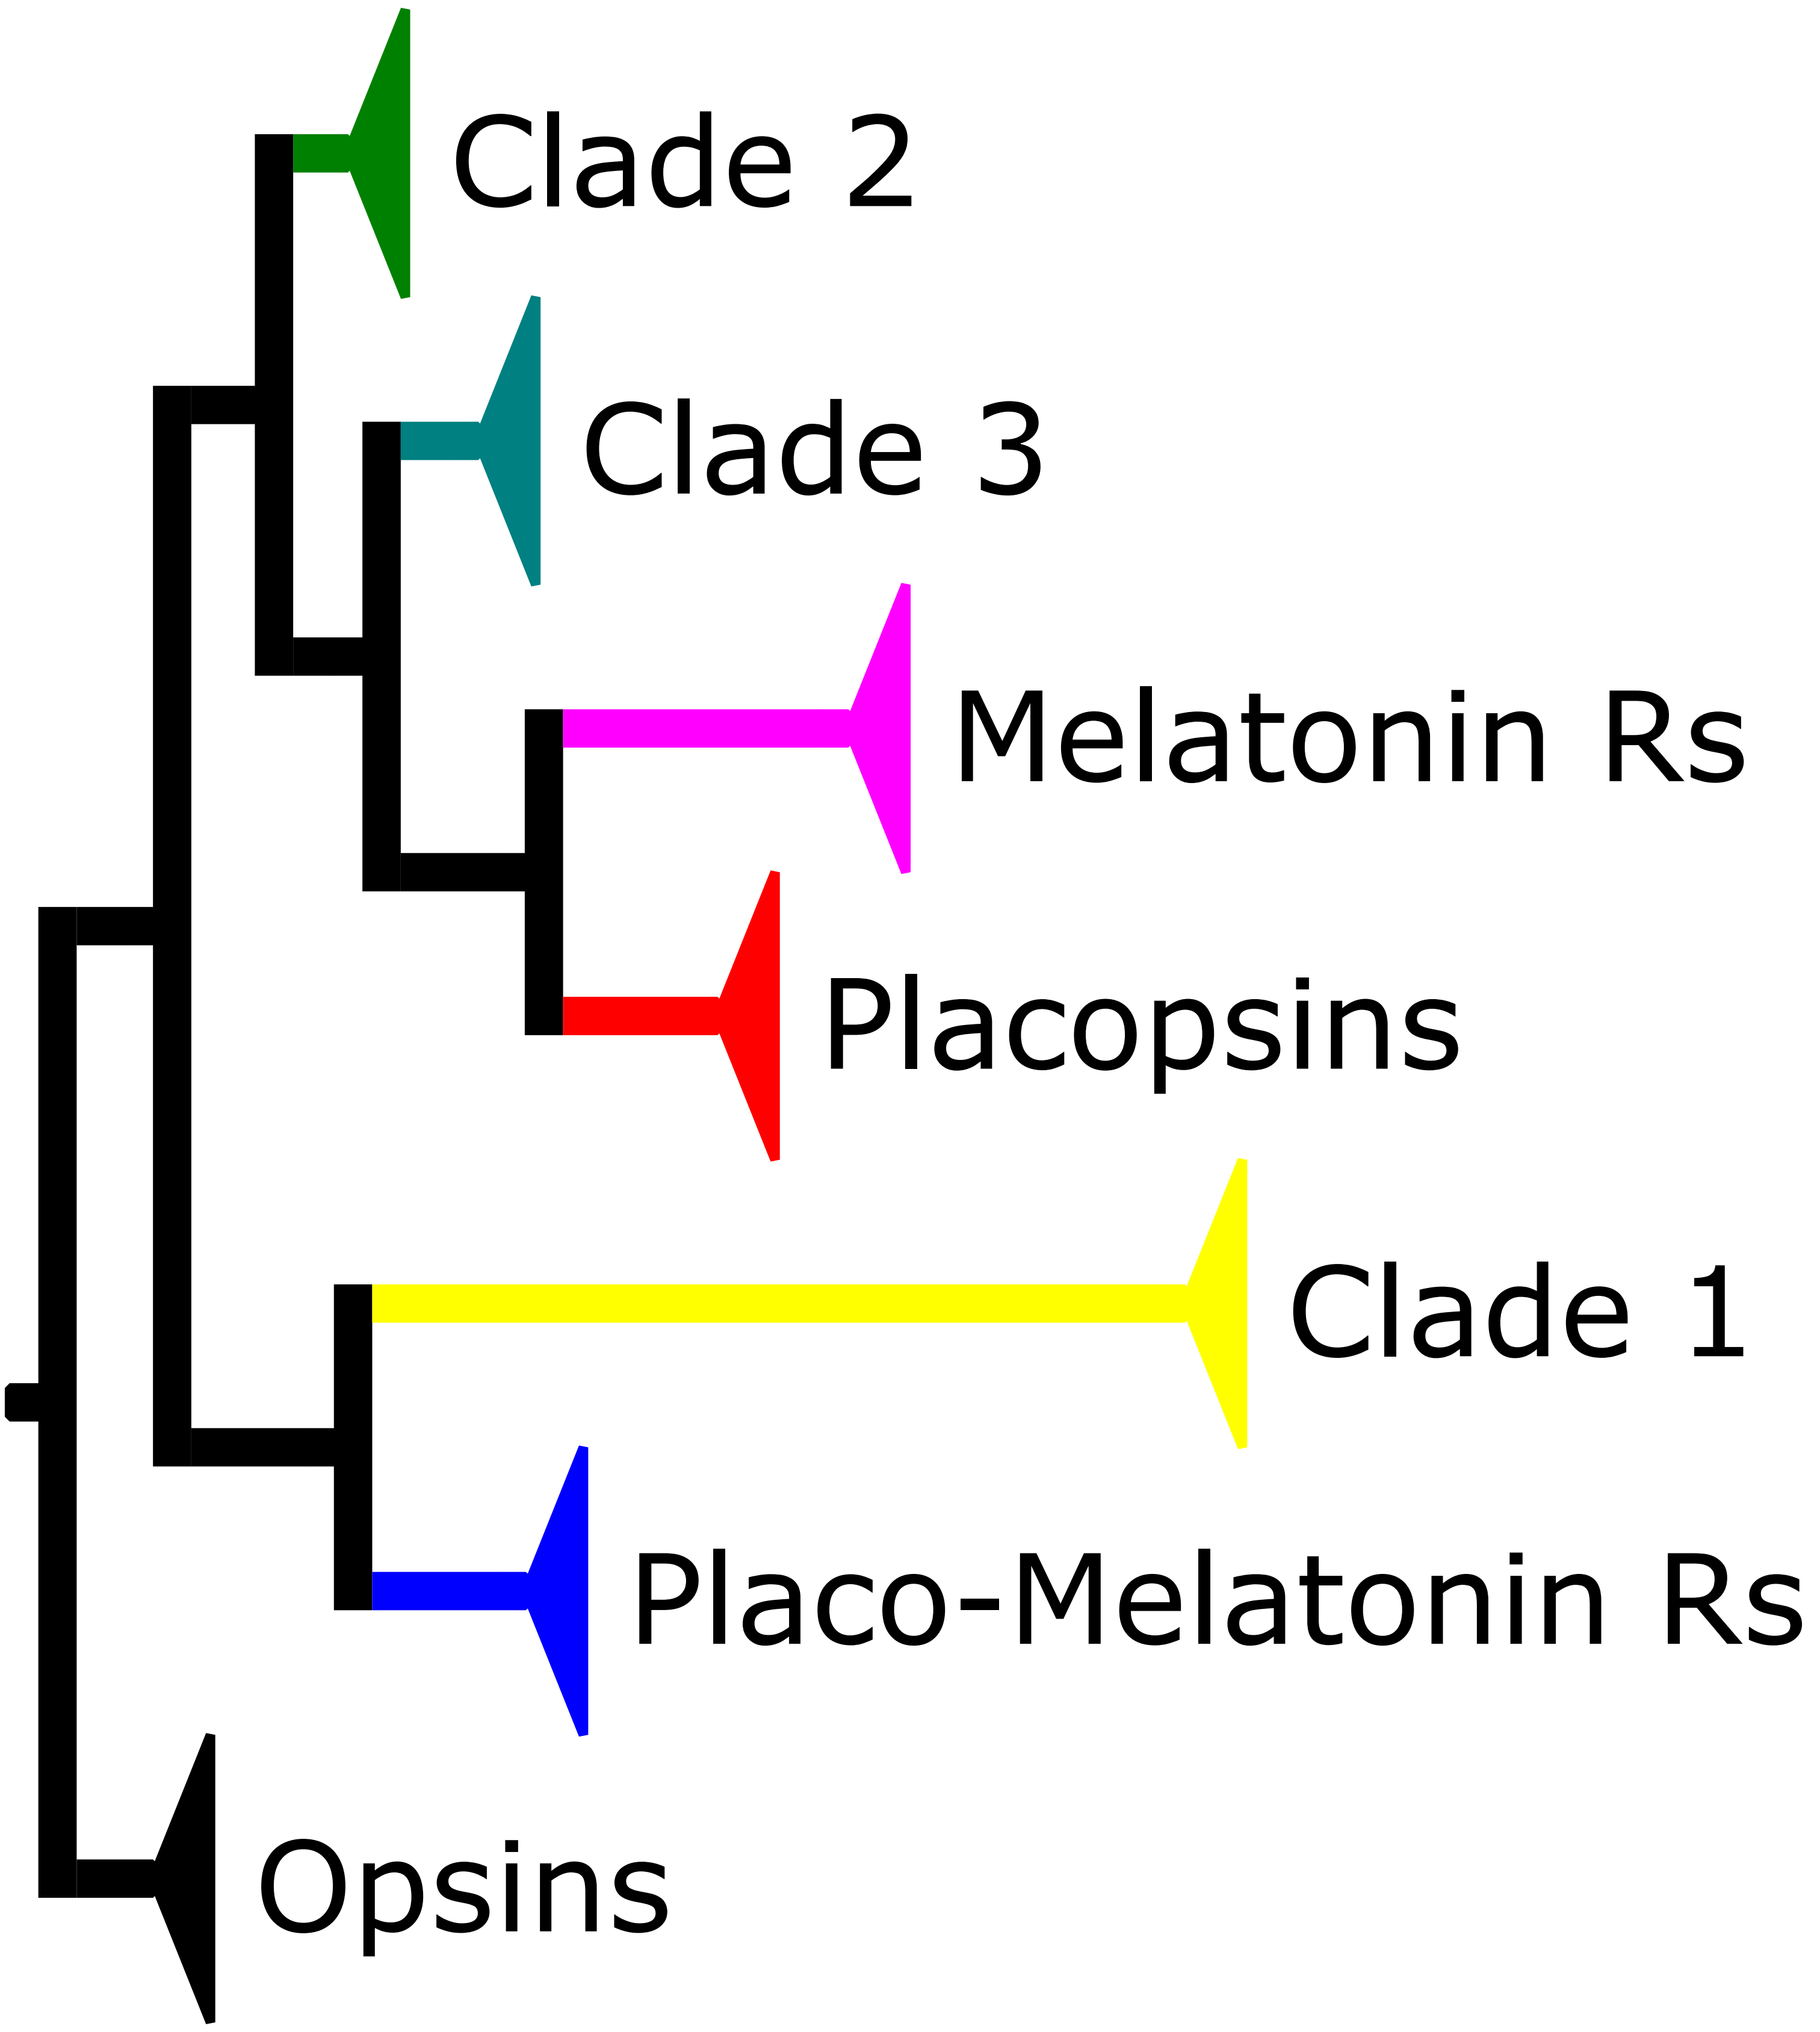 Clade 2
Clade 3
Melatonin Rs
Placopsins
Clade 1
Placo-Melatonin Rs
Opsins